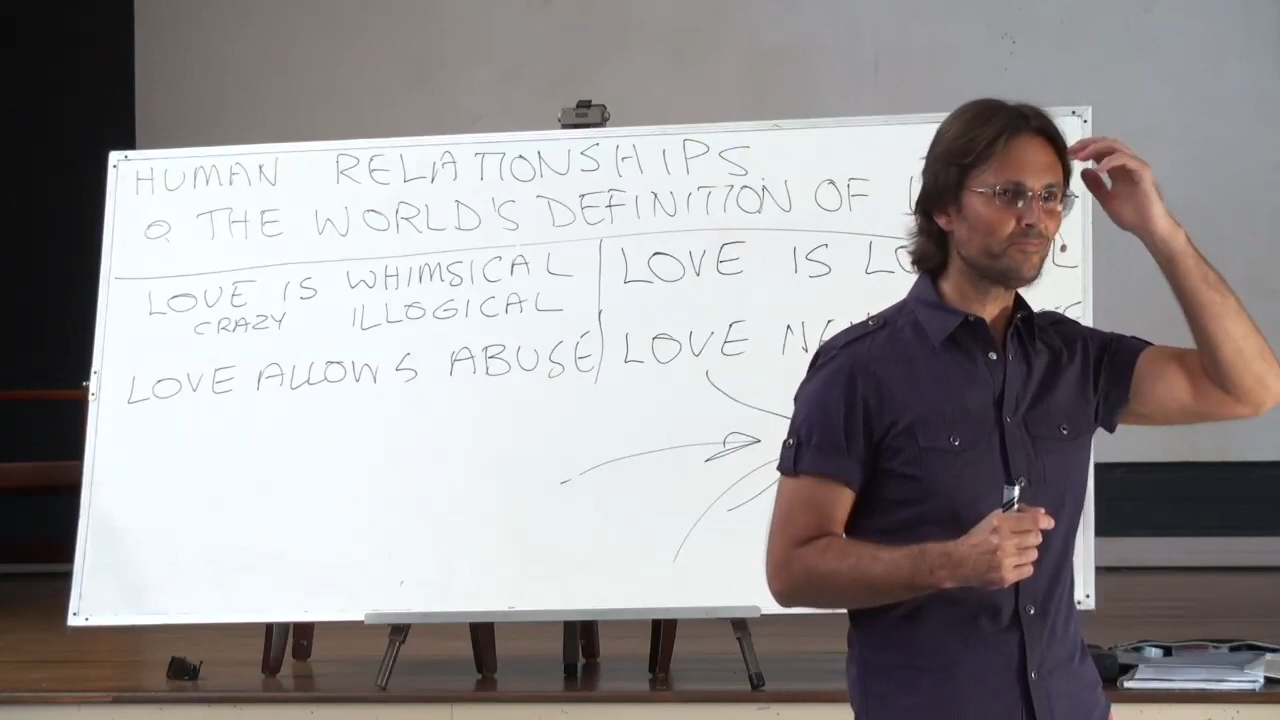 HUMAN RELATIONSHIPS
THE WORLD'S DEFINITION OF
LOVE IS WHIMSICAL
CRAZY ILLOGICAL
LOVE ALLOWS ABUSE
LOVE IS
LOVE